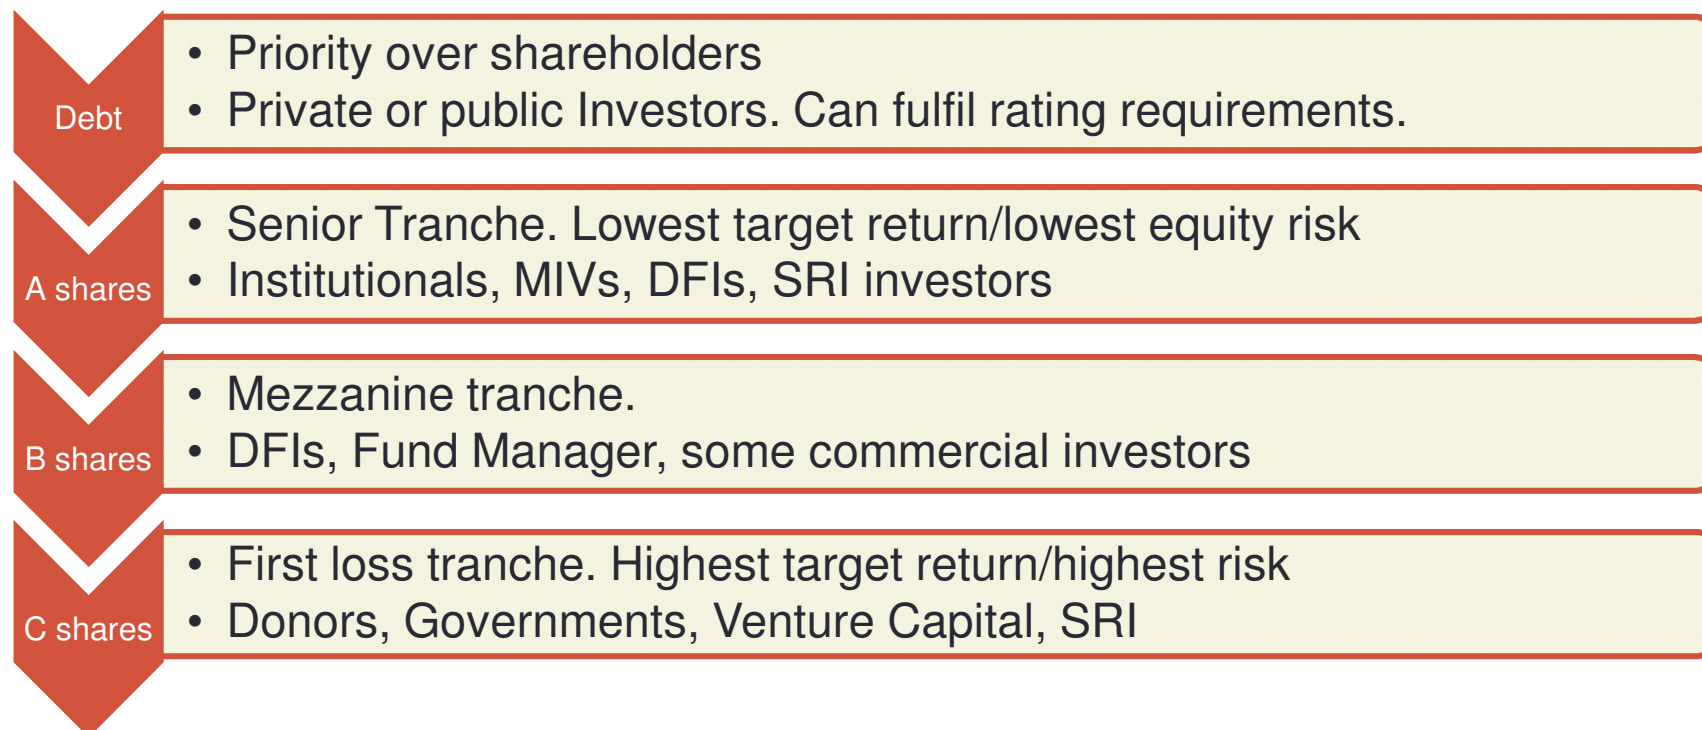 Debt
• Priority over shareholders
• Private or public Investors. Can fulfil rating requirements.
A shares
• Senior Tranche. Lowest target return/lowest equity risk
• Institutionals, MIVs, DFIs, SRI investors
B shares
• Mezzanine tranche.
• DFIs, Fund Manager, some commercial investors
C shares
• First loss tranche. Highest target return/highest risk
• Donors, Governments, Venture Capital, SRI